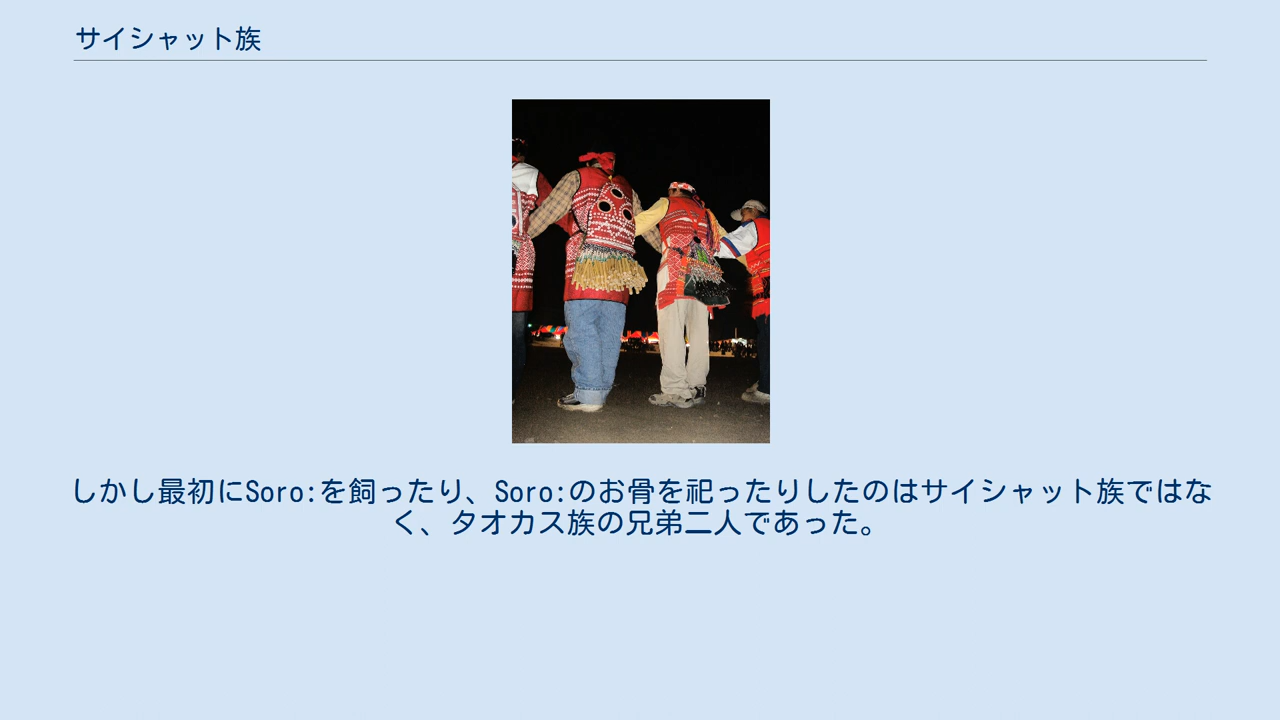 サイシャット族
しかし最初にSoro:を飼ったり、Soro:のお骨を祀ったりしたのはサイシャット族ではな
く、タオカス族の兄弟二人であった。